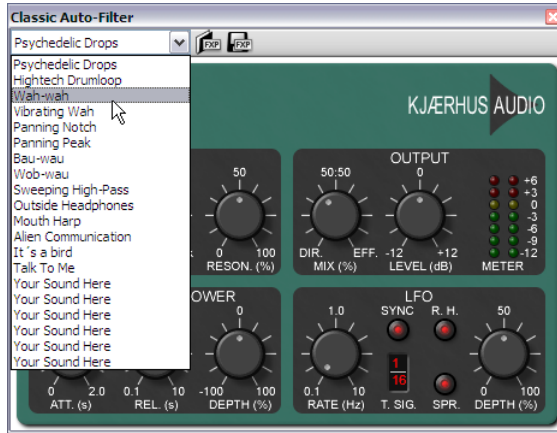 Classic Auto-Filter
Psychedelic Drops
FXP FXP
Psychedelic Drops
Hightech Drumloop
Wah-wah
Vibrating Wah
Panning Notch
Panning Peak
Bau-wau
Wob-wau
Sweeping High-Pass
Outside Headphones
Mouth Harp
Alien Communication
It´s a bird
Talk To Me
Your Sound Here
Your Sound Here
Your Sound Here
Your Sound Here
Your Sound Here
Your Sound Here
KJÆRHUS AUDIO
50
0 100
RESON. (%)
OUTPUT
50:50 0
DIR. EFF. -12 +12
MIX (%) LEVEL (dB) METER
+6
+3
0
-3
-6
-9
-12
OWER
0
0 2.0 0.1 10 -100 100
ATT. (s) REL. (s) DEPTH (%)
LFO
1.0 SYNC R. H. 50
1
16
0.1 10 0 100
RATE (Hz) T. SIG. SPR. DEPTH (%)